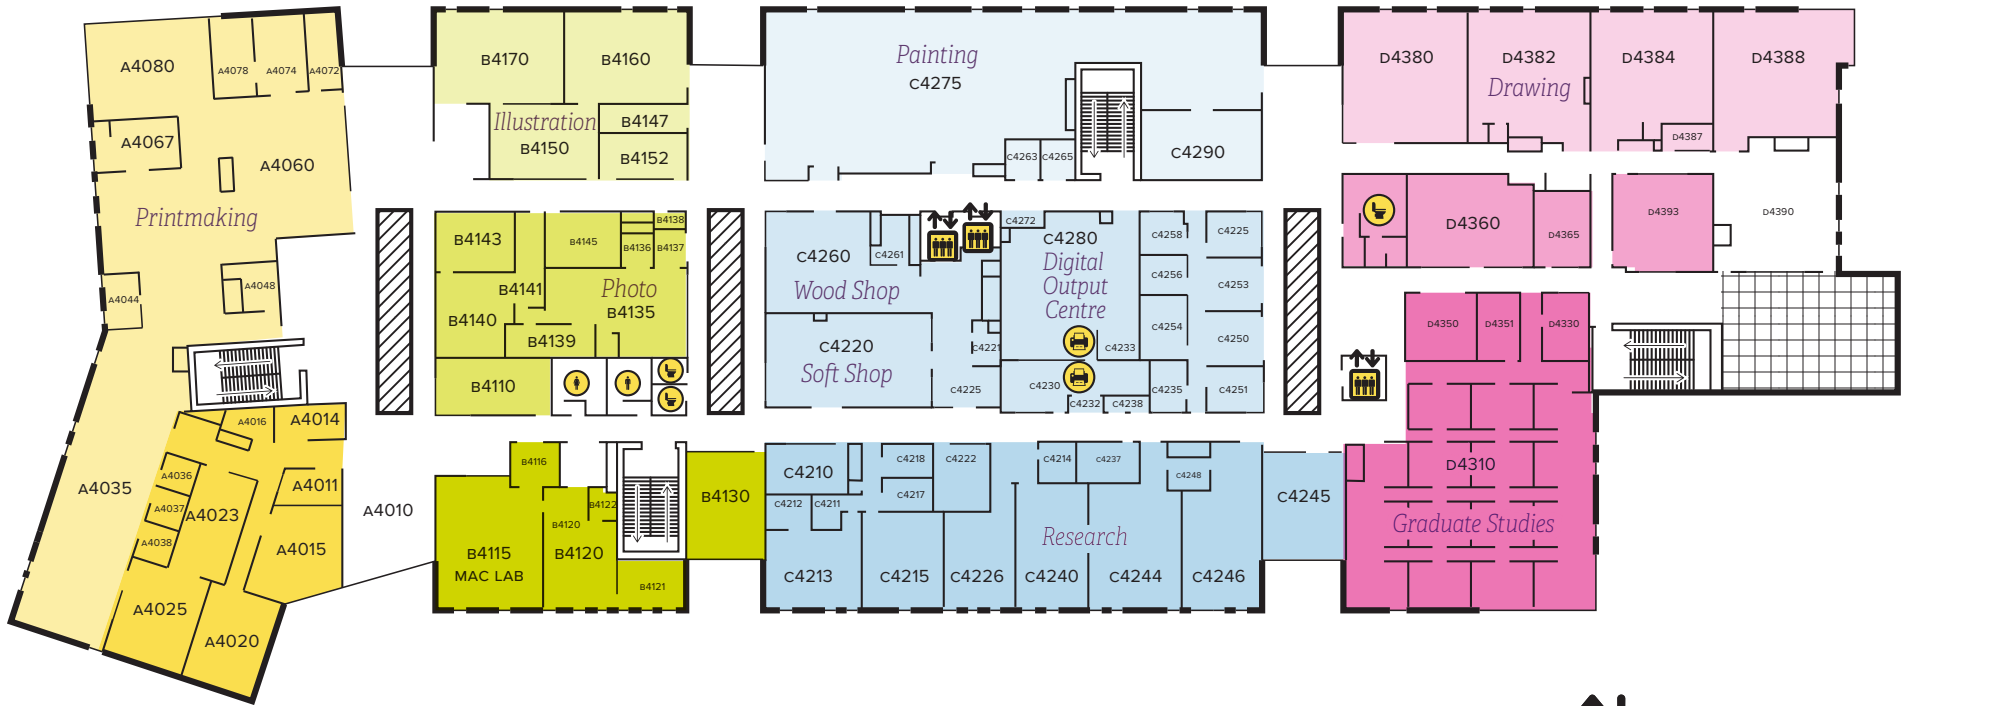 A4080
A4078
A4074
A4072
A4067
A4060
Printmaking
A4044
A4048
A4016
A4014
A4036
A4037
A4038
A4023
A4011
A4035
A4015
A4010
A4025
A4020
B4170
B4160
Illustration
B4147
B4150
B4152
B4143
B4145
B4138
B4136
B4137
B4141
Photo
B4135
B4140
B4139
B4110
B4116
B4122
B4120
B4120
B4115
MAC LAB
B4121
B4130
Painting
C4275
C4263
C4265
C4290
C4260
C4261
Wood Shop
C4220
Soft Shop
C4221
C4225
C4272
C4280
Digital
Output
Centre
C4258
C4225
C4256
C4253
C4254
C4250
C4233
C4230
C4232
C4238
C4235
C4251
C4210
C4218
C4222
C4214
C4237
C4248
C4212
C4211
C4217
Research
C4213
C4215
C4226
C4240
C4244
C4246
C4245
D4380
D4382
D4384
D4388
Drawing
D4387
D4360
D4365
D4393
D4390
D4350
D4351
D4330
D4310
Graduate Studies